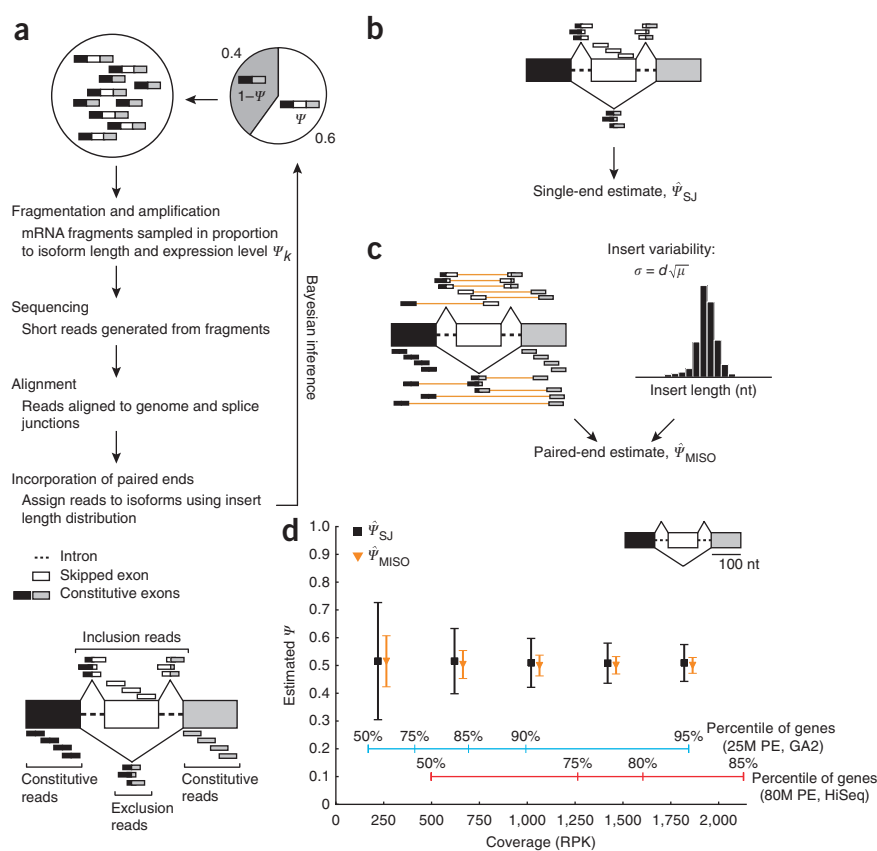 a
0.4
1–Ψ
Ψ
0.6
Fragmentation and amplification
mRNA fragments sampled in proportion
to isoform length and expression level Ψk
Sequencing
Short reads generated from fragments
Alignment
Reads aligned to genome and splice
junctions
Incorporation of paired ends
Assign reads to isoforms using insert
length distribution
Bayesian inference
Intron
Skipped exon
Constitutive exons
Inclusion reads
Constitutive
reads
Exclusion
reads
Constitutive
reads
b
Single-end estimate, Ψ̂SJ
c
Insert variability:
σ = d√μ
Insert length (nt)
Paired-end estimate, Ψ̂MISO
d
Ψ̂SJ
Ψ̂MISO
100 nt
Estimated Ψ
1.0
0.9
0.8
0.7
0.6
0.5
0.4
0.3
0.2
0.1
0
50% 75% 85% 90% 95%
Percentile of genes
(25M PE, GA2)
50% 75% 80% 85%
Percentile of genes
(80M PE, HiSeq)
0 250 500 750 1,000 1,250 1,500 1,750 2,000
Coverage (RPK)